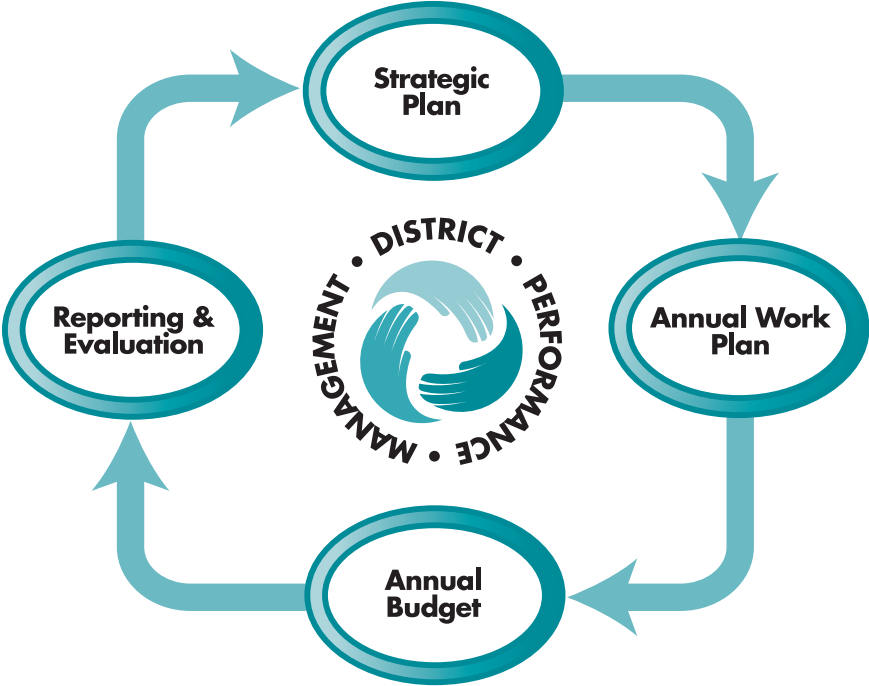 Strategic
Plan
DISTRICT • PERFORMANCE • MANAGEMENT •
Reporting &
Evaluation
Annual Work
Plan
Annual
Budget